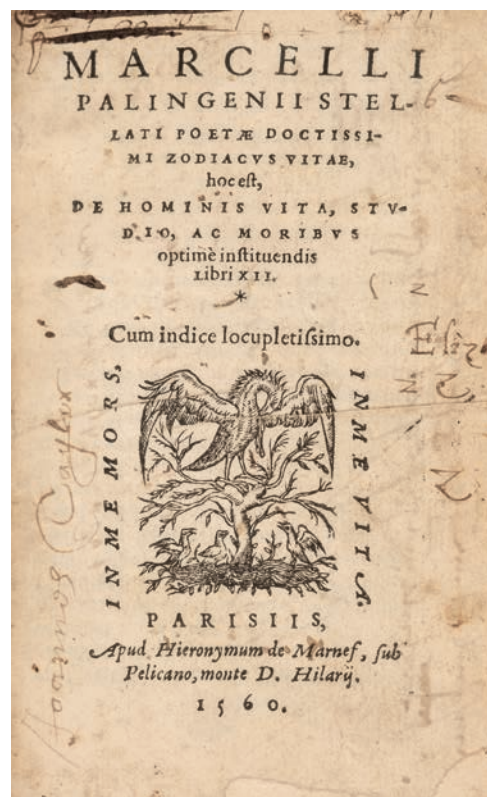 MARCELLI
PALINGENII STEL-
LATI POETÆ DOCTISSI-
MI ZODIACVS VITAE,
hoc eſt,
DE HOMINIS VITA, STV-
DIO, AC MORIBVS
optimè inſtituendis
Libri XII.
*
Cum indice locupletiſsimo.
IN ME MORS,
IN ME VITA.
PARISIIS,
Apud Hieronymum de Marnef, ſub
Pelicano, monte D. Hilarij.
1560.